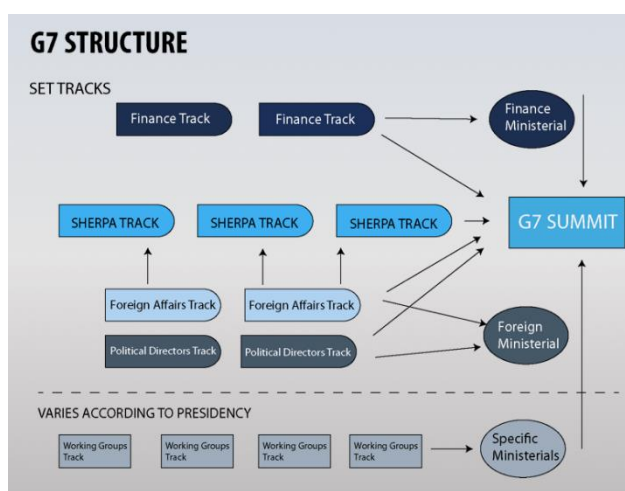 G7 STRUCTURE
SET TRACKS
Finance Track
Finance Track
Finance
Ministerial
SHERPA TRACK
SHERPA TRACK
SHERPA TRACK
G7 SUMMIT
Foreign Affairs Track
Foreign Affairs Track
Foreign
Ministerial
Political Directors Track
Political Directors Track
VARIES ACCORDING TO PRESIDENCY
Working Groups
Track
Working Groups
Track
Working Groups
Track
Working Groups
Track
Specific
Ministerials